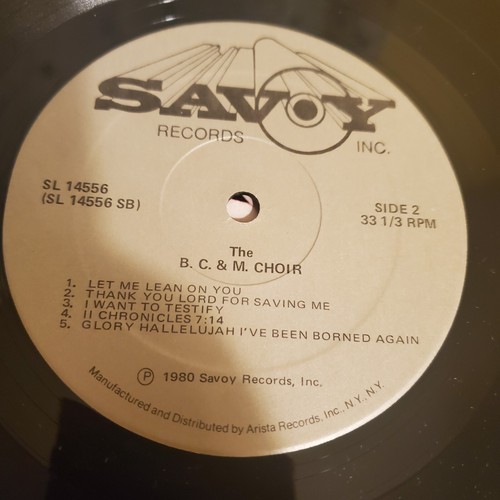 SAVOY
RECORDS INC.
SL 14556
(SL 14556 SB)
SIDE 2
33 1/3 RPM
The
B. C. & M. CHOIR
1. LET ME LEAN ON YOU
2. THANK YOU LORD FOR SAVING ME
3. I WANT TO TESTIFY
4. II CHRONICLES 7:14
5. GLORY HALLELUJAH I'VE BEEN BORNED AGAIN
Ⓟ 1980 Savoy Records, Inc.
Manufactured and Distributed by Arista Records, Inc., N.Y., N.Y.